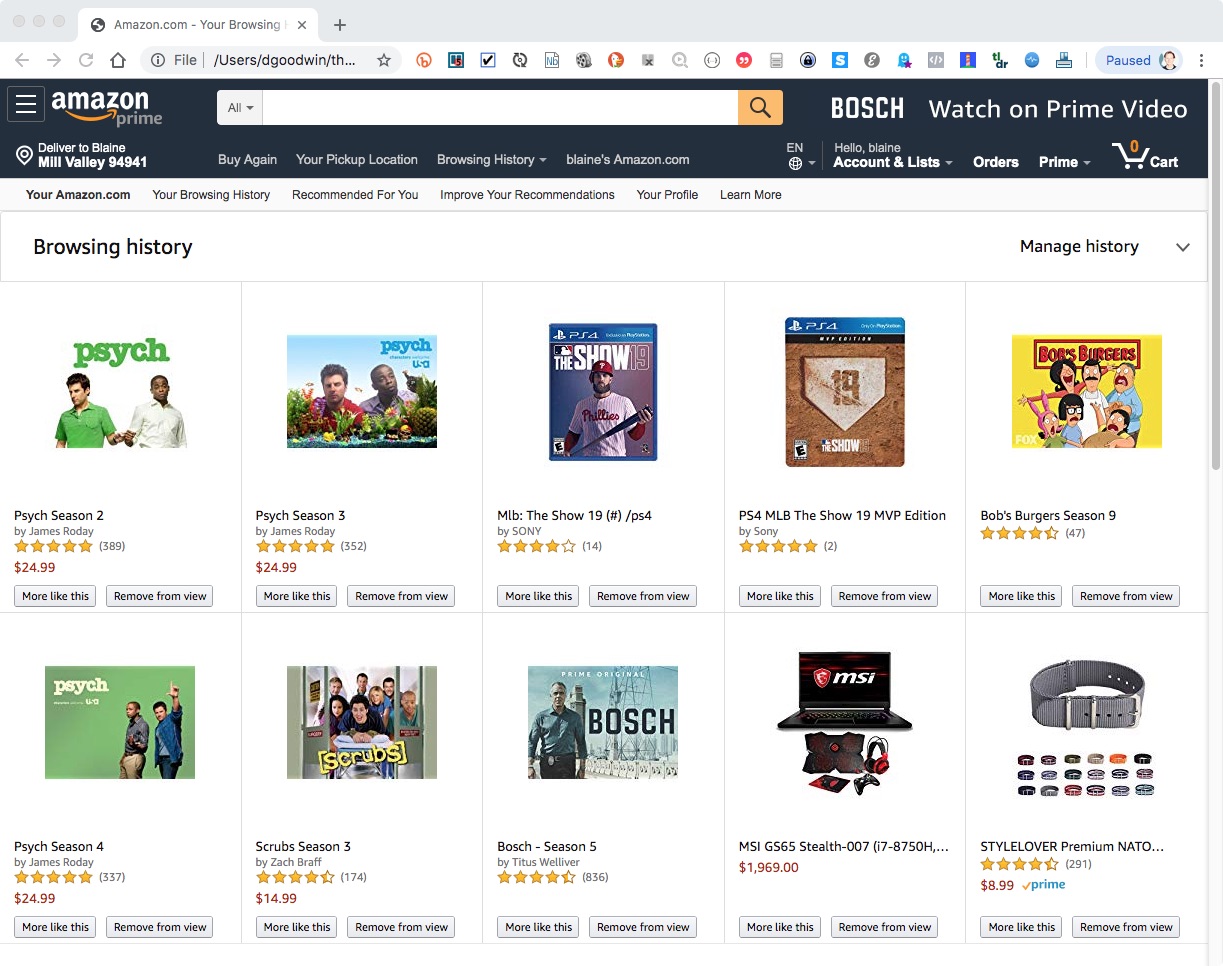 Amazon.com - Your Browsing
File
/Users/dgoodwin/th...
Paused
amazon
prime
All
BOSCH Watch on Prime Video
Deliver to Blaine
Mill Valley 94941
Buy Again
Your Pickup Location
Browsing History
blaine's Amazon.com
EN
Hello, blaine
Account & Lists
Orders
Prime
0
Cart
Your Amazon.com
Your Browsing History
Recommended For You
Improve Your Recommendations
Your Profile
Learn More
Browsing history
Manage history
psych
psych
characters welcome
usa
PS4
THE SHOW 19
Phillies
PS4
Only On PlayStation
MVP EDITION
19
THE SHOW
BOB'S BURGERS
FOX
Psych Season 2
by James Roday
(389)
$24.99
More like this
Remove from view
Psych Season 3
by James Roday
(352)
$24.99
More like this
Remove from view
Mlb: The Show 19 (#) /ps4
by SONY
(14)
More like this
Remove from view
PS4 MLB The Show 19 MVP Edition
by Sony
(2)
More like this
Remove from view
Bob's Burgers Season 9
(47)
More like this
Remove from view
psych
usa
[scrubs]
PRIME ORIGINAL
BOSCH
msi
Psych Season 4
by James Roday
(337)
$24.99
More like this
Remove from view
Scrubs Season 3
by Zach Braff
(174)
$14.99
More like this
Remove from view
Bosch - Season 5
by Titus Welliver
(836)
More like this
Remove from view
MSI GS65 Stealth-007 (i7-8750H,...
$1,969.00
More like this
Remove from view
STYLELOVER Premium NATO...
(291)
$8.99 prime
More like this
Remove from view